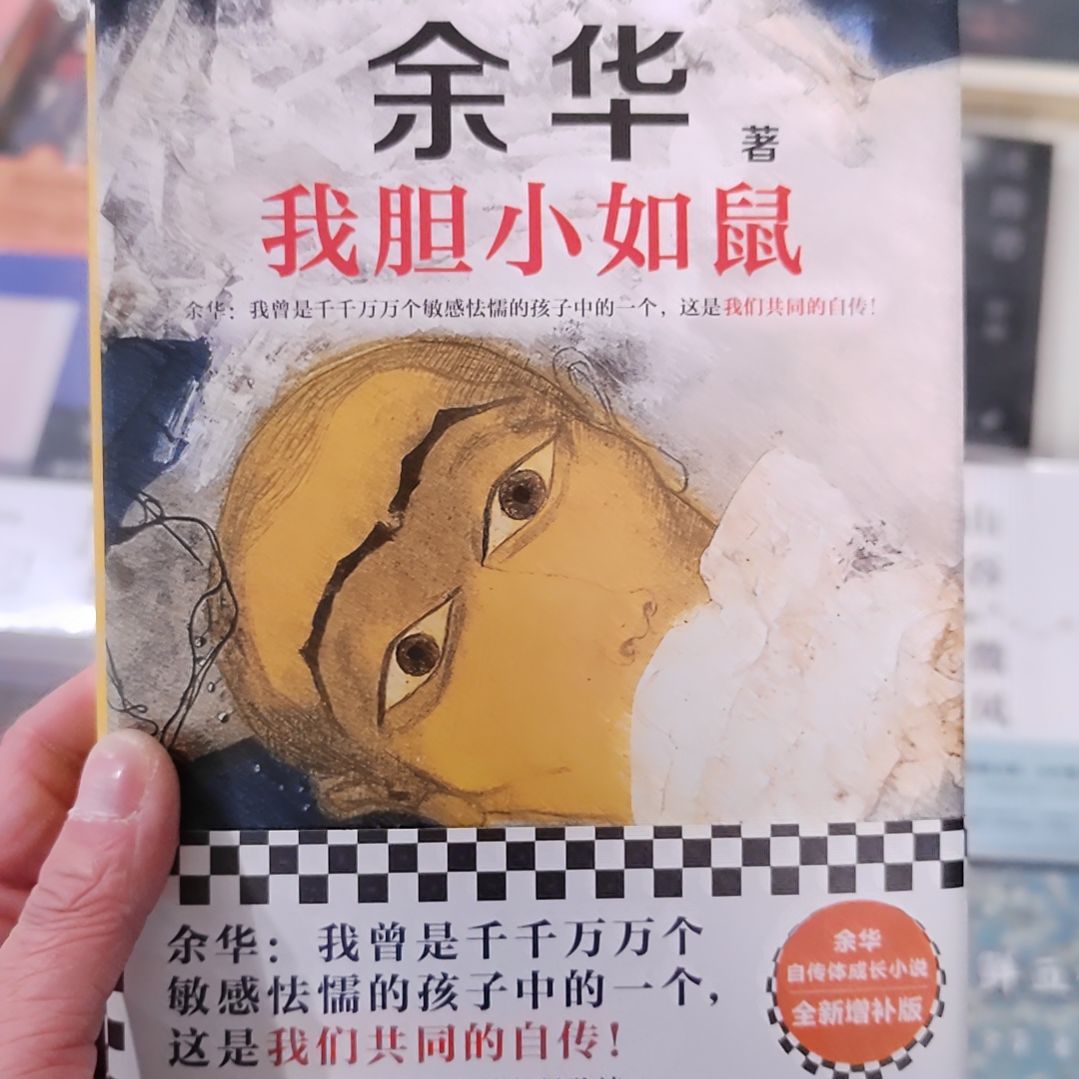 余华
著
我胆小如鼠
余华：我曾是千千万万个敏感怯懦的孩子中的一个，这是我们共同的自传！
余华：我曾是千千万万个
敏感怯懦的孩子中的一个，
这是我们共同的自传！
余华
自传体成长小说
全新增补版